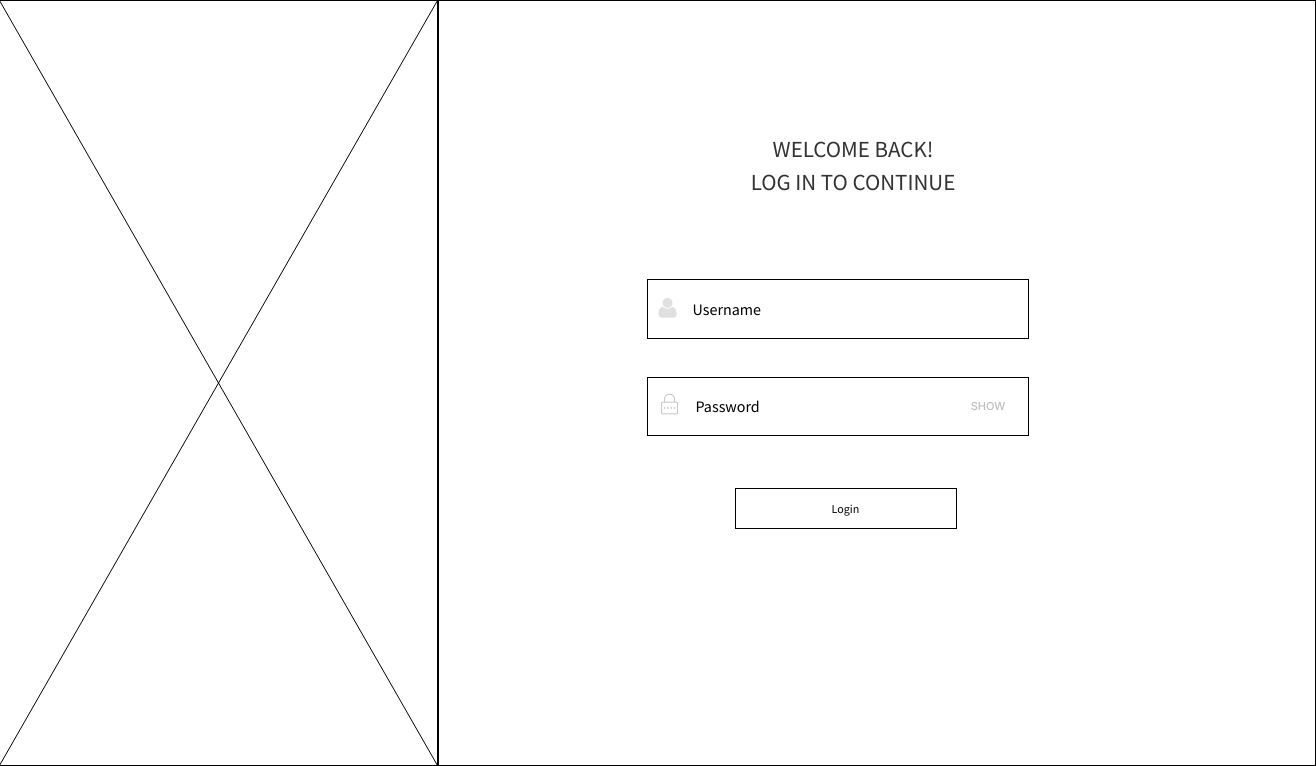 WELCOME BACK!
LOG IN TO CONTINUE
Username
Password
SHOW
Login